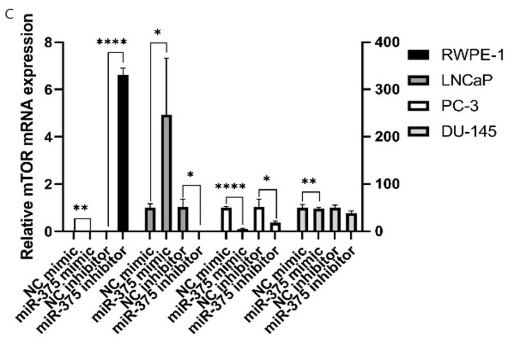 C
Relative mTOR mRNA expression
8
6
4
2
0
400
300
200
100
0
**
****
*
*
****
*
**
NC mimic
miR-375 mimic
NC inhibitor
miR-375 inhibitor
NC mimic
miR-375 mimic
NC inhibitor
miR-375 inhibitor
NC mimic
miR-375 mimic
NC inhibitor
miR-375 inhibitor
NC mimic
miR-375 mimic
NC inhibitor
miR-375 inhibitor
RWPE-1
LNCaP
PC-3
DU-145